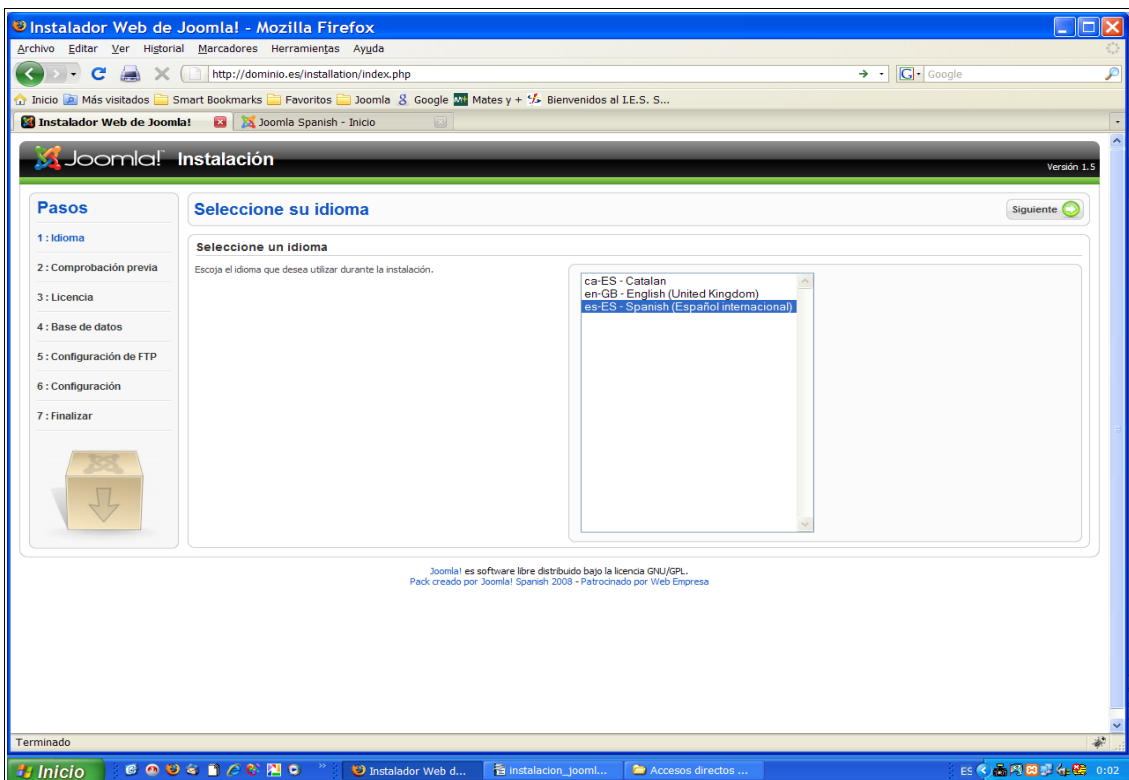 Instalador Web de Joomla! - Mozilla Firefox
Archivo Editar Ver Historial Marcadores Herramientas Ayuda
http://dominio.es/installation/index.php
Google
Inicio Más visitados Smart Bookmarks Favoritos Joomla Google Mates y + Bienvenidos al I.E.S. S...
Instalador Web de Joomla! Joomla Spanish - Inicio
Joomla! Instalación
Versión 1.5
Pasos
1 : Idioma
2 : Comprobación previa
3 : Licencia
4 : Base de datos
5 : Configuración de FTP
6 : Configuración
7 : Finalizar
Seleccione su idioma
Siguiente
Seleccione un idioma
Escoja el idioma que desea utilizar durante la instalación.
ca-ES - Catalan
en-GB - English (United Kingdom)
es-ES - Spanish (Español internacional)
Joomla! es software libre distribuido bajo la licencia GNU/GPL.
Pack creado por Joomla! Spanish 2008 - Patrocinado por Web Empresa
Terminado
Inicio
Instalador Web d...
instalacion_jooml...
Accesos directos ...
ES
0:02